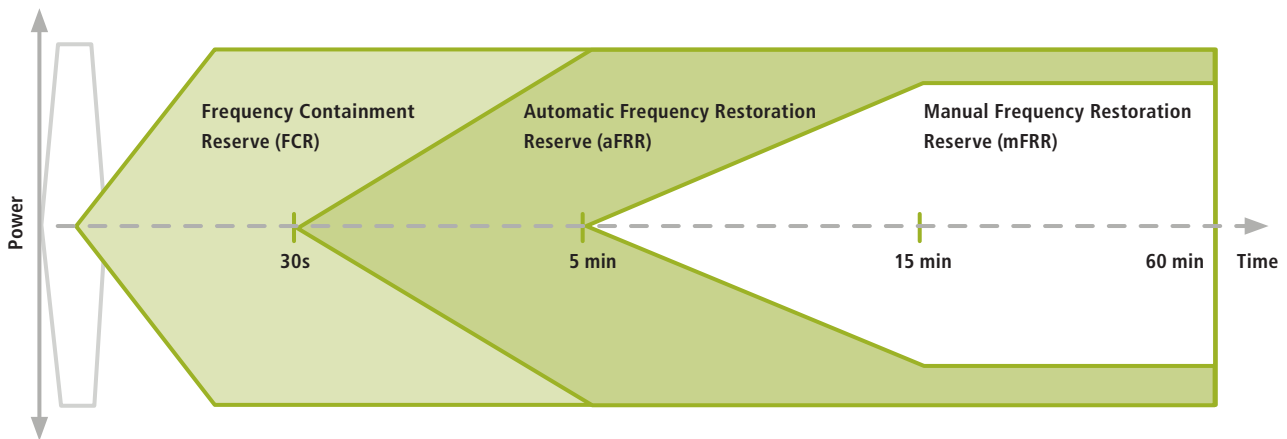 Frequency Containment
Reserve (FCR)
Automatic Frequency Restoration
Reserve (aFRR)
Manual Frequency Restoration
Reserve (mFRR)
Power
30s
5 min
15 min
60 min
Time